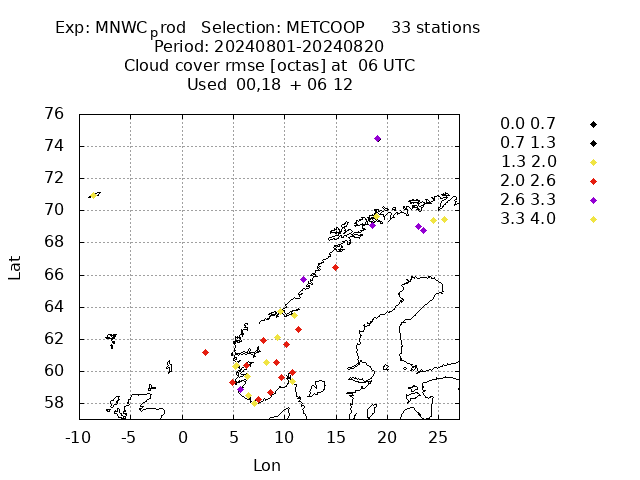 Exp: MNWCprod Selection: METCOOP 33 stations
Period: 20240801-20240820
Cloud cover rmse [octas] at 06 UTC
Used 00,18 + 06 12
76
74
72
70
68
66
64
62
60
58
Lat
-10 -5 0 5 10 15 20 25
Lon
0.0 0.7
0.7 1.3
1.3 2.0
2.0 2.6
2.6 3.3
3.3 4.0